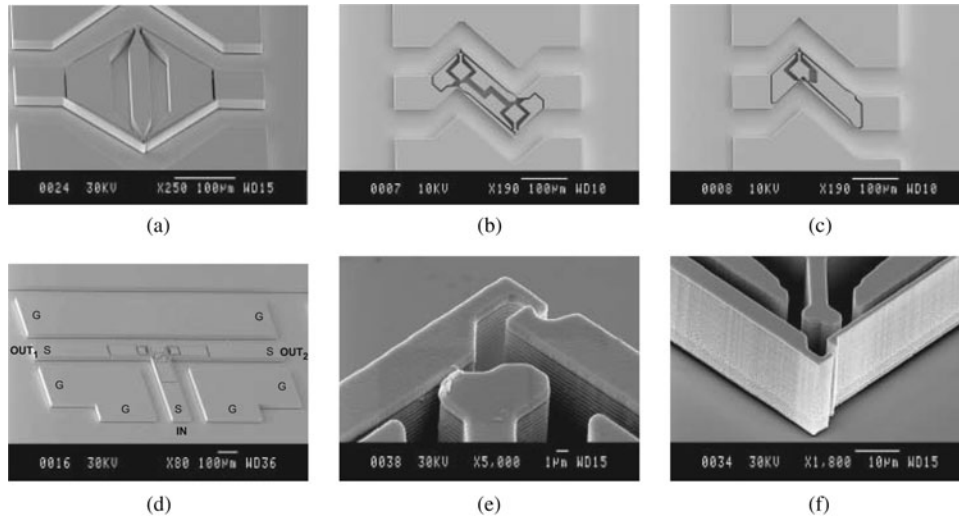 0024 30KV X250 100µm WD15
0007 10KV X190 100µm WD10
0008 10KV X190 100µm WD10
(a)
(b)
(c)
G G
OUT1 S S OUT2
G G
G S G
IN
0016 30KV X80 100µm WD36
0038 30KV X5,000 1µm WD15
0034 30KV X1,800 10µm WD15
(d)
(e)
(f)